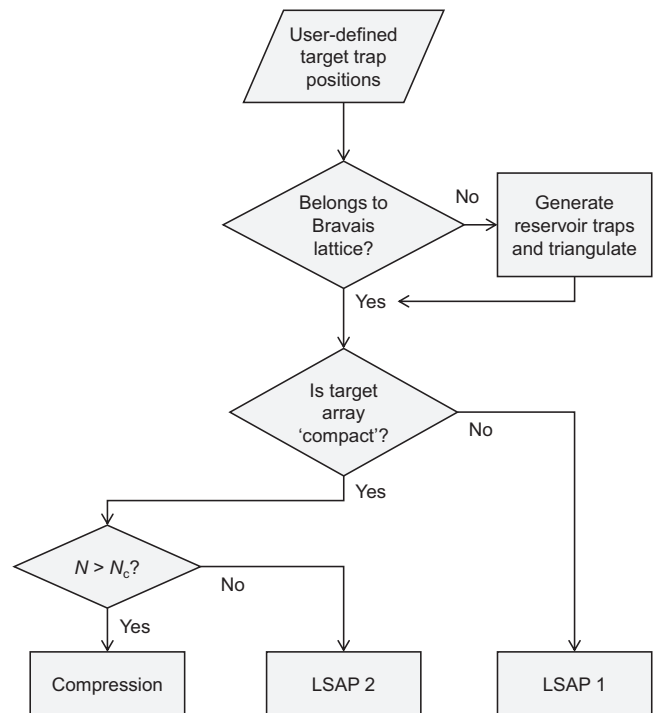 User-defined
target trap
positions
Belongs to
Bravais
lattice?
No
Generate
reservoir traps
and triangulate
Yes
Is target
array
‘compact’?
No
Yes
N > Nc?
No
Yes
Compression
LSAP 2
LSAP 1